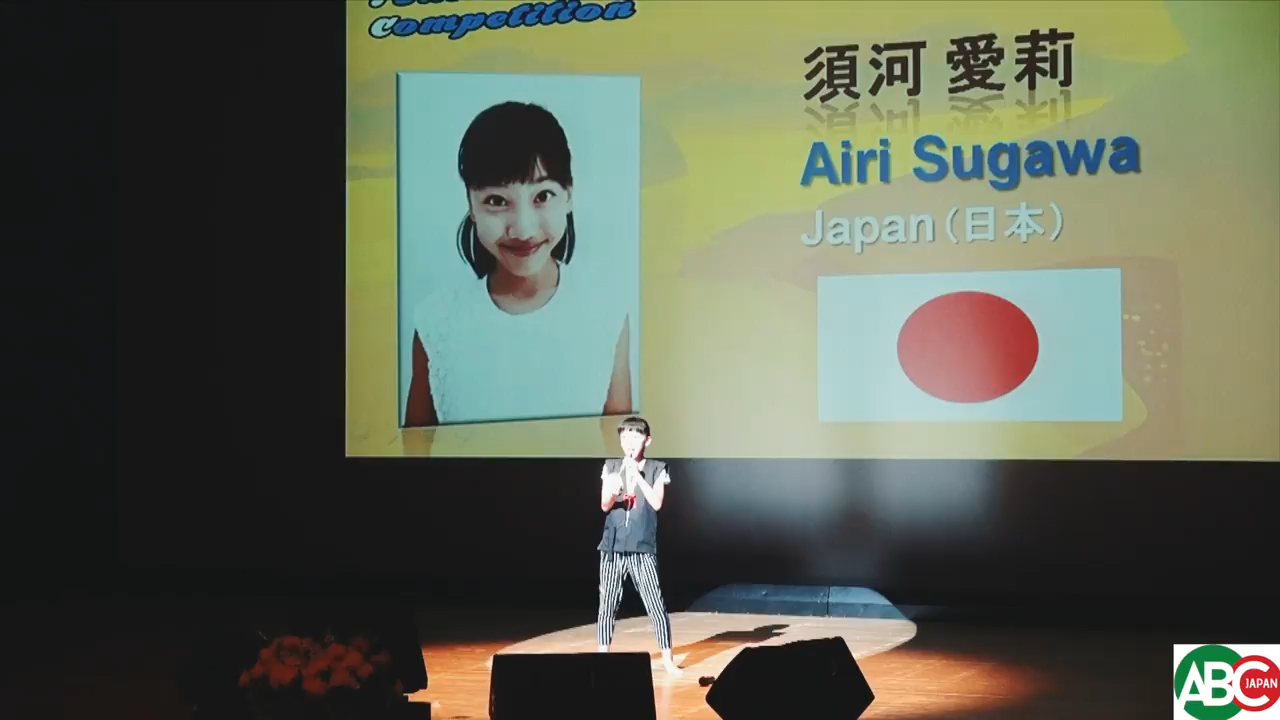 Competition
須河 愛莉
Airi Sugawa
Japan(日本)
ABC
JAPAN